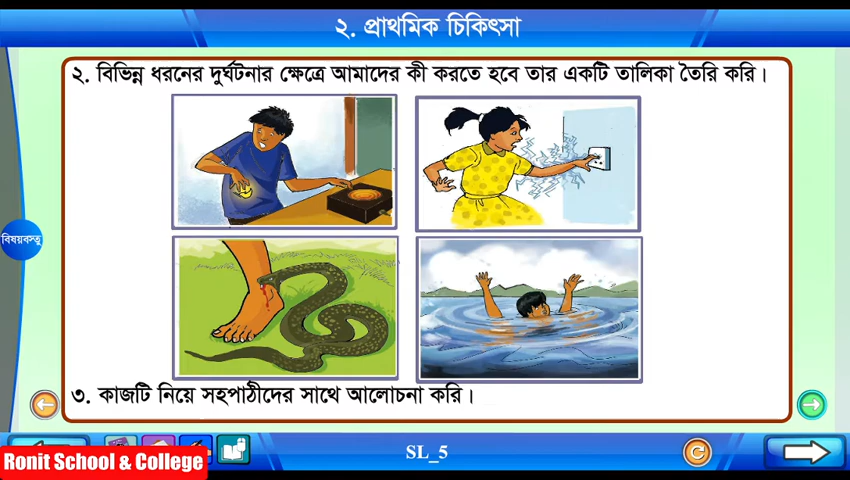 ২. প্রাথমিক চিকিৎসা
২. বিভিন্ন ধরনের দুর্ঘটনার ক্ষেত্রে আমাদের কী করতে হবে তার একটি তালিকা তৈরি করি।
বিষয়বস্তু
৩. কাজটি নিয়ে সহপাঠীদের সাথে আলোচনা করি।
SL_5
Ronit School & College